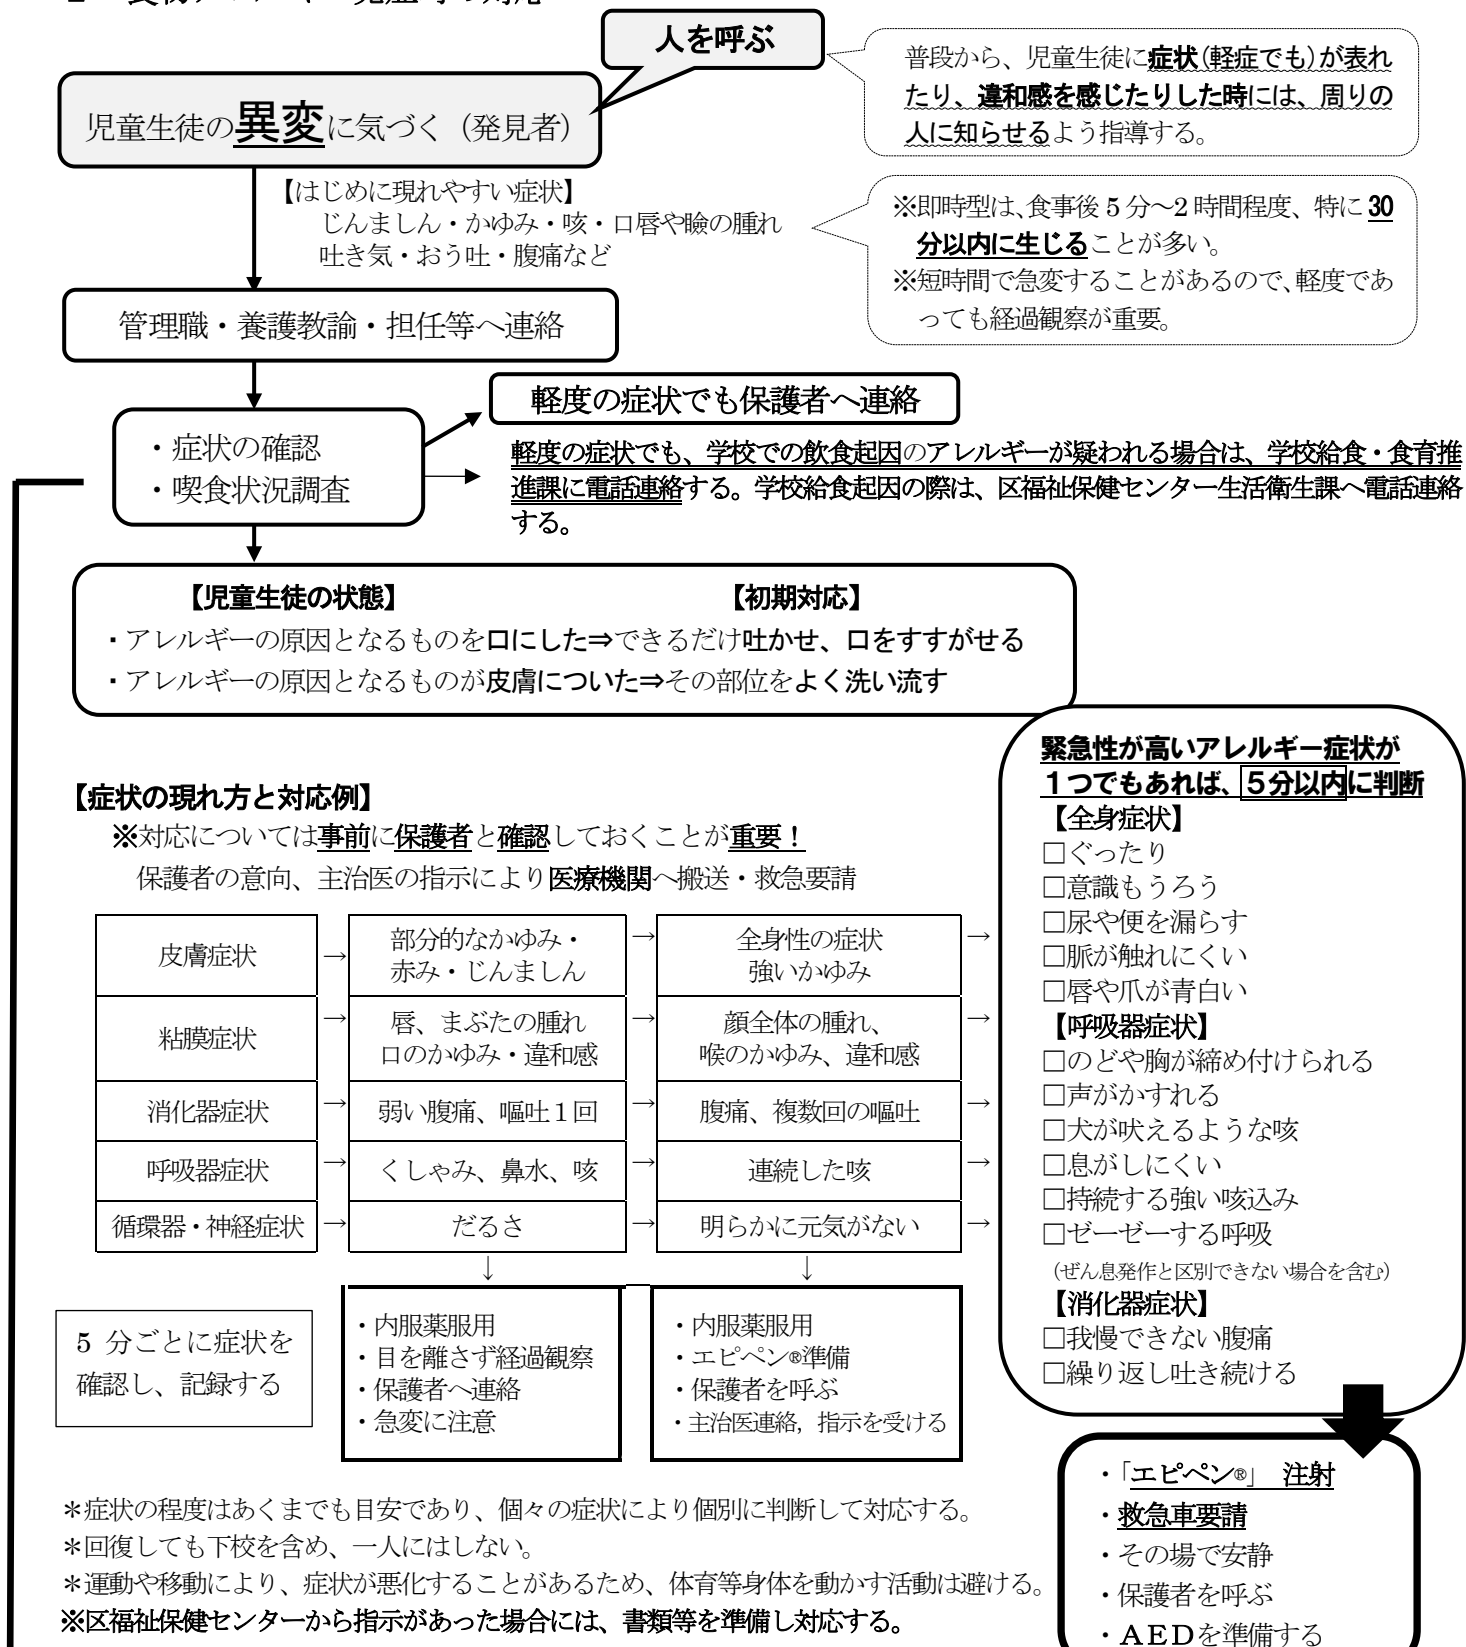 人を呼ぶ
児童生徒の異変に気づく（発見者）
普段から、児童生徒に症状(軽症でも)が表れ
たり、違和感を感じたりした時には、周りの
人に知らせるよう指導する。
【はじめに現れやすい症状】
じんましん・かゆみ・咳・口唇や瞼の腫れ
吐き気・おう吐・腹痛など
※即時型は、食事後５分～2 時間程度、特に 30
分以内に生じることが多い。
※短時間で急変することがあるので、軽度であ
っても経過観察が重要。
管理職・養護教諭・担任等へ連絡
軽度の症状でも保護者へ連絡
・症状の確認
・喫食状況調査
軽度の症状でも、学校での飲食起因のアレルギーが疑われる場合は、学校給食・食育推
進課に電話連絡する。学校給食起因の際は、区福祉保健センター生活衛生課へ電話連絡
する。
【児童生徒の状態】 【初期対応】
・アレルギーの原因となるものを口にした⇒できるだけ吐かせ、口をすすがせる
・アレルギーの原因となるものが皮膚についた⇒その部位をよく洗い流す
【症状の現れ方と対応例】
※対応については事前に保護者と確認しておくことが重要！
保護者の意向、主治医の指示により医療機関へ搬送・救急要請
皮膚症状 → 部分的なかゆみ・ → 全身性の症状 →
赤み・じんましん 強いかゆみ
粘膜症状 → 唇、まぶたの腫れ → 顔全体の腫れ、 →
口のかゆみ・違和感 喉のかゆみ、違和感
消化器症状 → 弱い腹痛、嘔吐１回 → 腹痛、複数回の嘔吐 →
呼吸器症状 → くしゃみ、鼻水、咳 → 連続した咳 →
循環器・神経症状 → だるさ → 明らかに元気がない →
↓ ↓
5 分ごとに症状を
確認し、記録する
・内服薬服用
・目を離さず経過観察
・保護者へ連絡
・急変に注意
・内服薬服用
・エピペン®準備
・保護者を呼ぶ
・主治医連絡，指示を受ける
緊急性が高いアレルギー症状が
１つでもあれば、５分以内に判断
【全身症状】
□ぐったり
□意識もうろう
□尿や便を漏らす
□脈が触れにくい
□唇や爪が青白い
【呼吸器症状】
□のどや胸が締め付けられる
□声がかすれる
□犬が吠えるような咳
□息がしにくい
□持続する強い咳込み
□ゼーゼーする呼吸
（ぜん息発作と区別できない場合を含む）
【消化器症状】
□我慢できない腹痛
□繰り返し吐き続ける
・「エピペン®」 注射
・救急車要請
・その場で安静
・保護者を呼ぶ
・ＡＥＤを準備する
＊症状の程度はあくまでも目安であり、個々の症状により個別に判断して対応する。
＊回復しても下校を含め、一人にはしない。
＊運動や移動により、症状が悪化することがあるため、体育等身体を動かす活動は避ける。
※区福祉保健センターから指示があった場合には、書類等を準備し対応する。